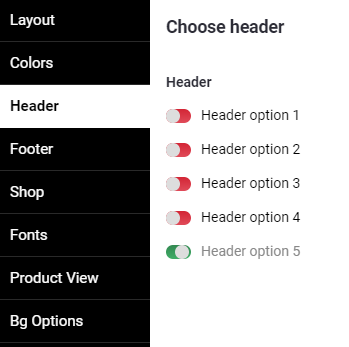 Layout
Colors
Header
Footer
Shop
Fonts
Product View
Bg Options
Choose header
Header
Header option 1
Header option 2
Header option 3
Header option 4
Header option 5